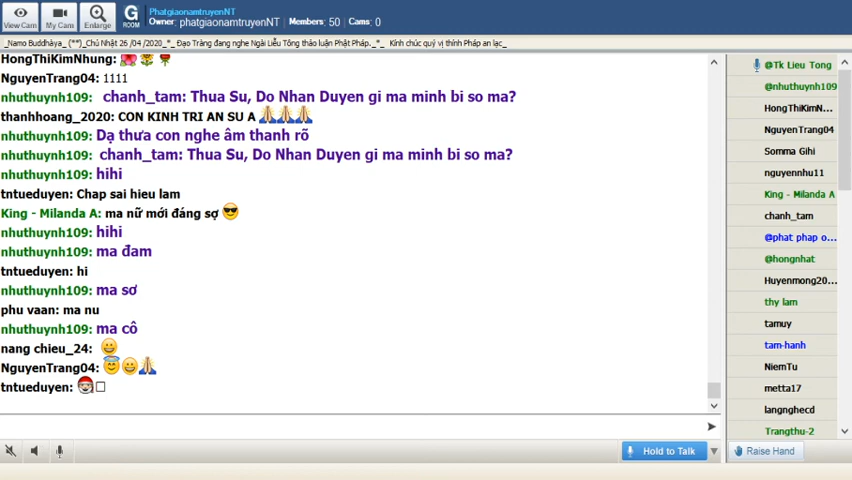 View Cam
My Cam
Enlarge
G
ROOM
PhatgiaonamtruyenNT
Owner: phatgiaonamtruyenNT | Members: 50 | Cams: 0
_Namo Buddhàya_ (**)_Chủ Nhật 26 /04 /2020_*_ Đạo Tràng đang nghe Ngài Liễu Tông thảo luận Phật Pháp._*_ Kính chúc quý vị thính Pháp an lạc_
HongThiKimNhung:
NguyenTrang04: 1111
nhuthuynh109: chanh_tam: Thua Su, Do Nhan Duyen gi ma minh bi so ma?
thanhhoang_2020: CON KINH TRI AN SU A
nhuthuynh109: Dạ thưa con nghe âm thanh rõ
nhuthuynh109: chanh_tam: Thua Su, Do Nhan Duyen gi ma minh bi so ma?
nhuthuynh109: hihi
tntueduyen: Chap sai hieu lam
King - Milanda A: ma nữ mới đáng sợ
nhuthuynh109: hihi
nhuthuynh109: ma đam
tntueduyen: hi
nhuthuynh109: ma sơ
phu vaan: ma nu
nhuthuynh109: ma cô
nang chieu_24:
NguyenTrang04:
tntueduyen:
@Tk Lieu Tong
@nhuthuynh109
HongThiKimN...
NguyenTrang04
Somma Gihi
nguyennhu11
King - Milanda A
chanh_tam
@phat phap o...
@hongnhat
Huyenmong20...
thy lam
tamuy
tam-hanh
NiemTu
metta17
langnghecd
Trangthu-2
Hold to Talk
Raise Hand